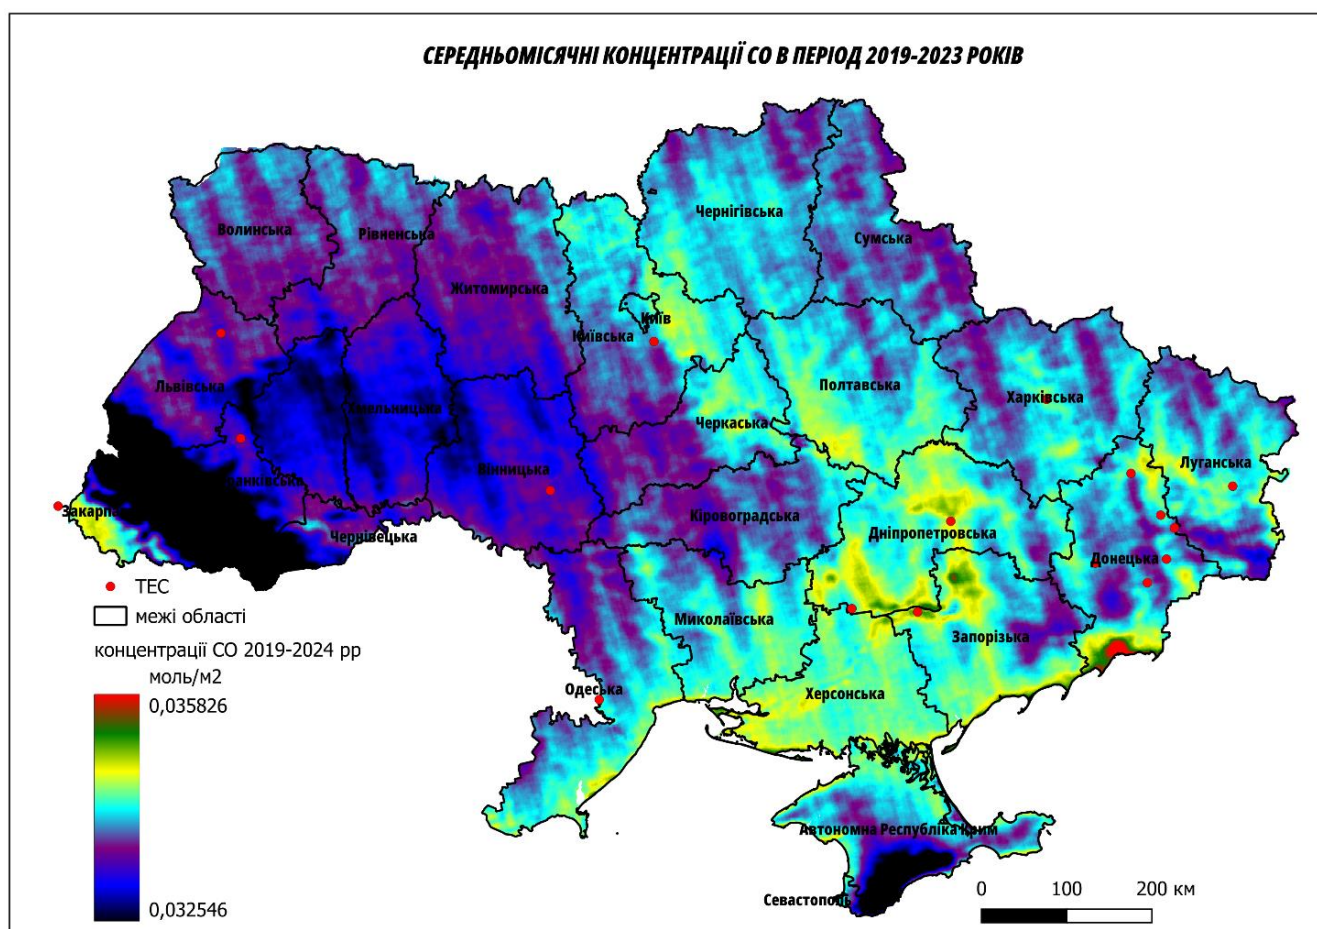 СЕРЕДНЬОМІСЯЧНІ КОНЦЕНТРАЦІЇ СО В ПЕРІОД 2019-2023 РОКІВ
Чернігівська
Волинська
Рівненська
Сумська
Житомирська
Київ
Київська
Львівська
Полтавська
Харківська
Хмельницька
Черкаська
Луганська
Вінницька
Закарпа
Кіровоградська
Чернівецька
Дніпропетровська
Донецька
ТЕС
межі області
Миколаївська
Запорізька
концентрації СО 2019-2024 рр
моль/м2
Одеська
Херсонська
0,035826
Автономна Республіка Крим
Севастополь
0,032546
0 100 200 км